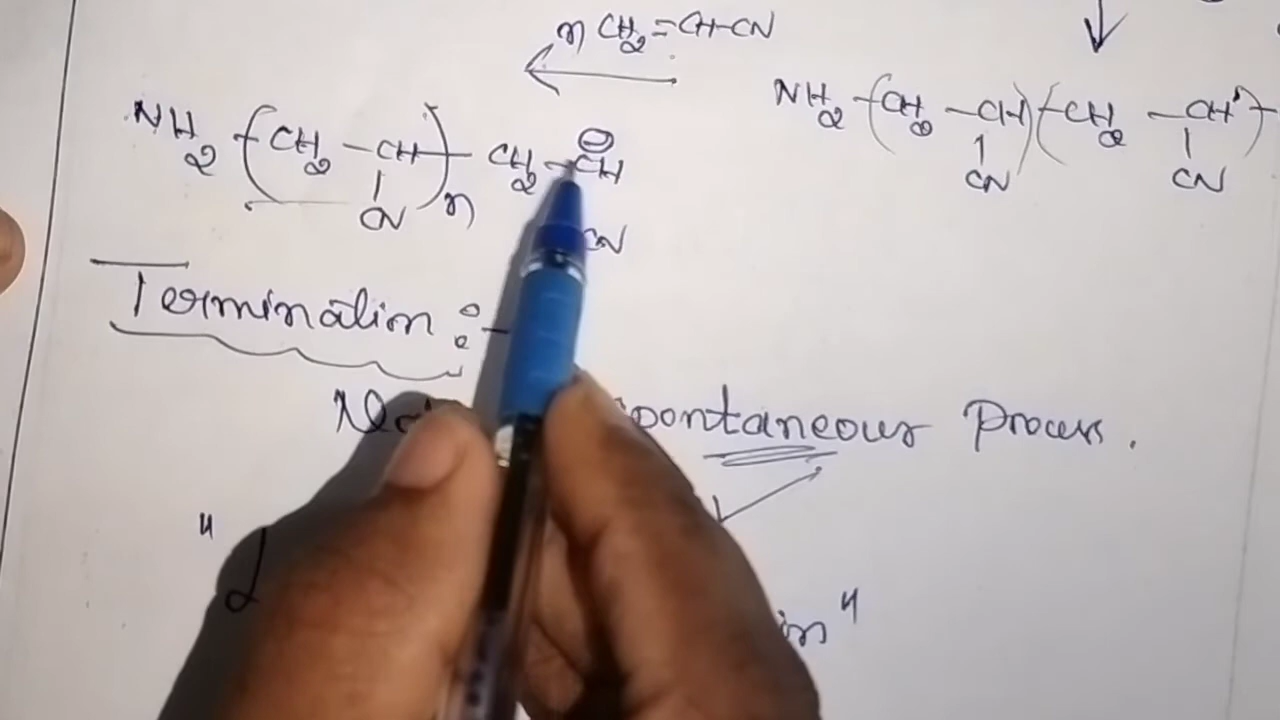 n CH2=CH-CN
NH2-(CH2-CH)-(CH2-CH-
CN CN
NH2-(CH2-CH)n-CH2-CH⊖
CN CN
Termination :-
spontaneous Process.
"
"